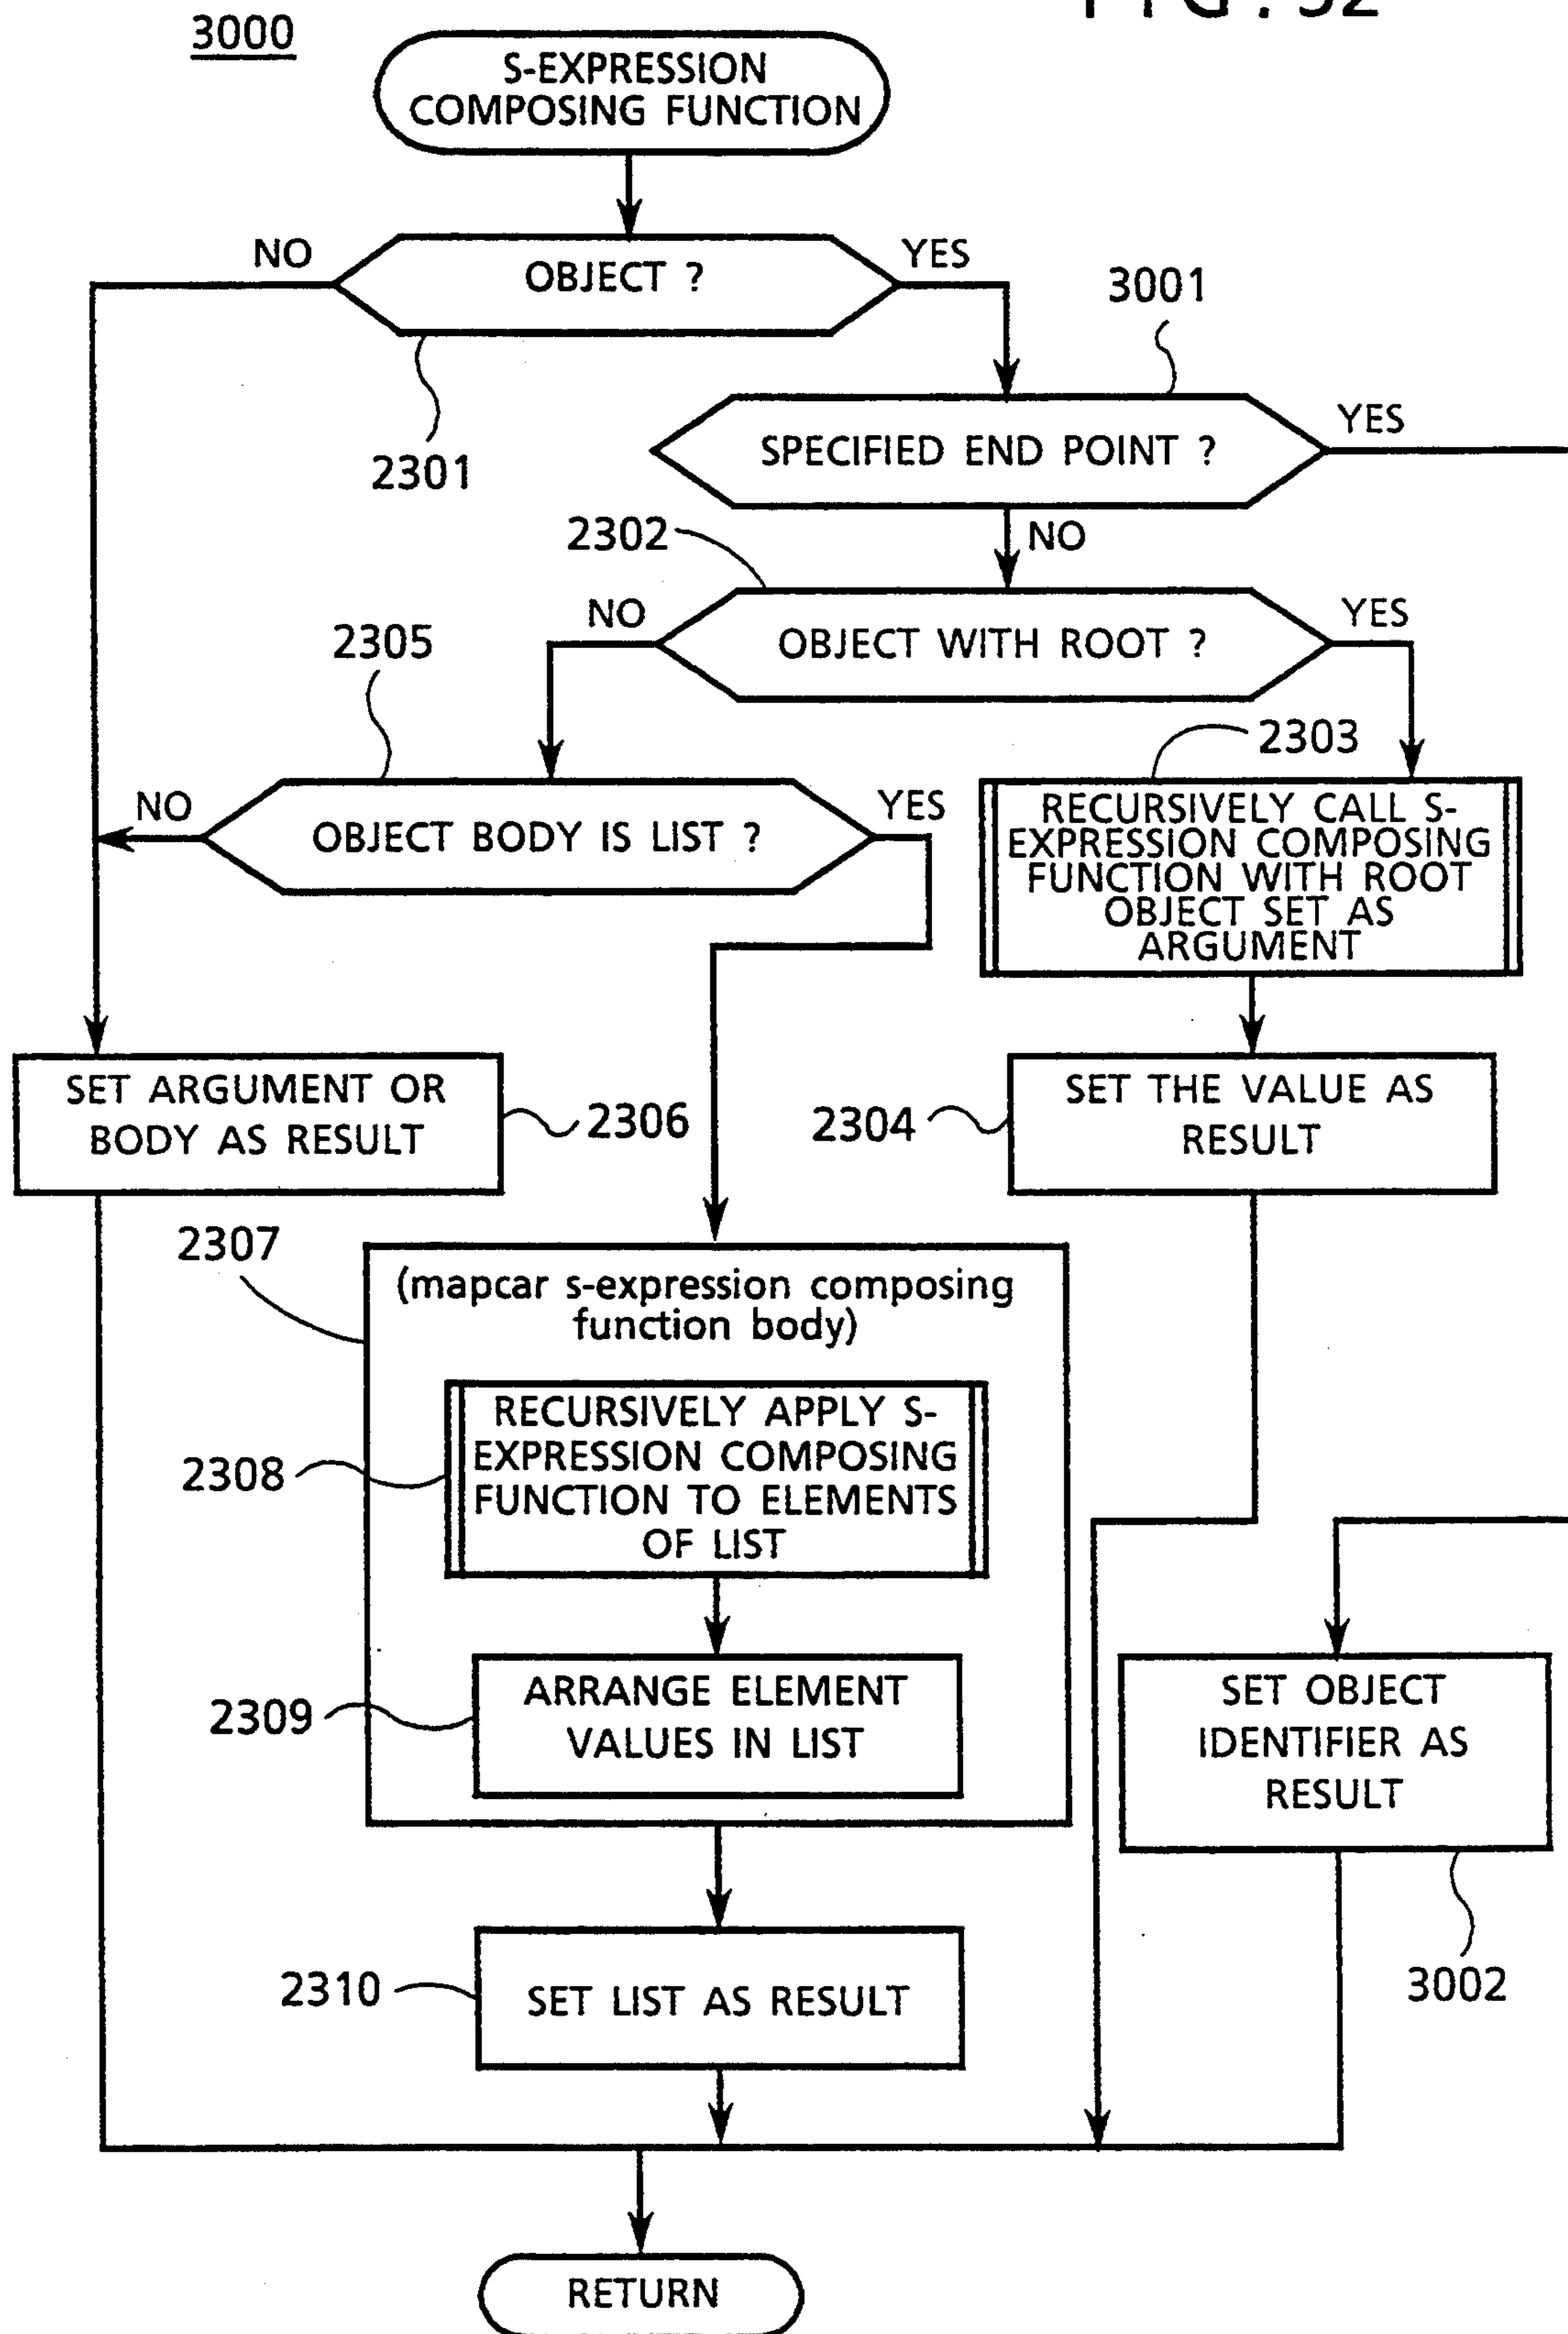 FIG. 32
3000
S-EXPRESSION
COMPOSING FUNCTION
NO
YES
OBJECT ?
3001
2301
YES
SPECIFIED END POINT ?
2302
NO
NO
YES
2305
OBJECT WITH ROOT ?
2303
NO
YES
OBJECT BODY IS LIST ?
RECURSIVELY CALL S-
EXPRESSION COMPOSING
FUNCTION WITH ROOT
OBJECT SET AS
ARGUMENT
SET ARGUMENT OR
BODY AS RESULT
2306
2304
SET THE VALUE AS
RESULT
2307
(mapcar s-expression composing
function body)
2308
RECURSIVELY APPLY S-
EXPRESSION COMPOSING
FUNCTION TO ELEMENTS
OF LIST
2309
ARRANGE ELEMENT
VALUES IN LIST
SET OBJECT
IDENTIFIER AS
RESULT
3002
2310
SET LIST AS RESULT
RETURN